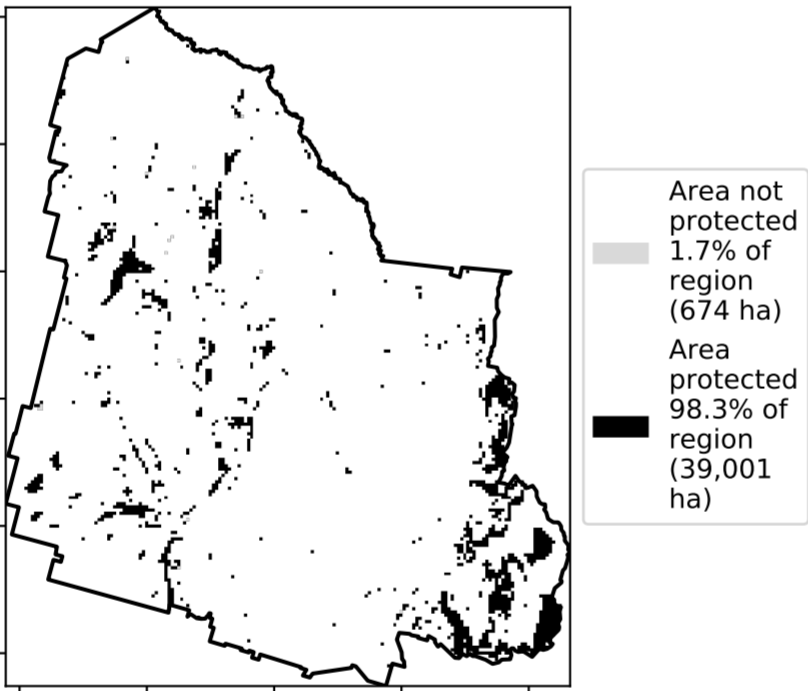 Area not
protected
1.7% of
region
(674 ha)
Area
protected
98.3% of
region
(39,001
ha)